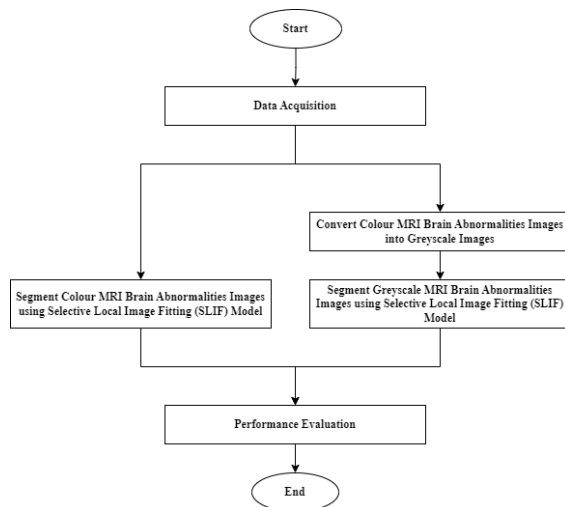 Start
Data Acquisition
Convert Colour MRI Brain Abnormalities Images
into Greyscale Images
Segment Colour MRI Brain Abnormalities Images
using Selective Local Image Fitting (SLIF) Model
Segment Greyscale MRI Brain Abnormalities
Images using Selective Local Image Fitting (SLIF)
Model
Performance Evaluation
End